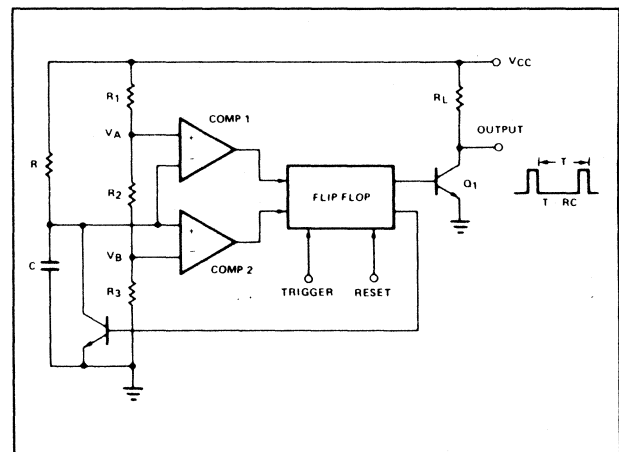 VCC
R1
RL
COMP 1
OUTPUT
VA
+
−
R
T
R2
Q1
FLIP FLOP
T RC
+
−
VB
C
COMP 2
R3
TRIGGER RESET